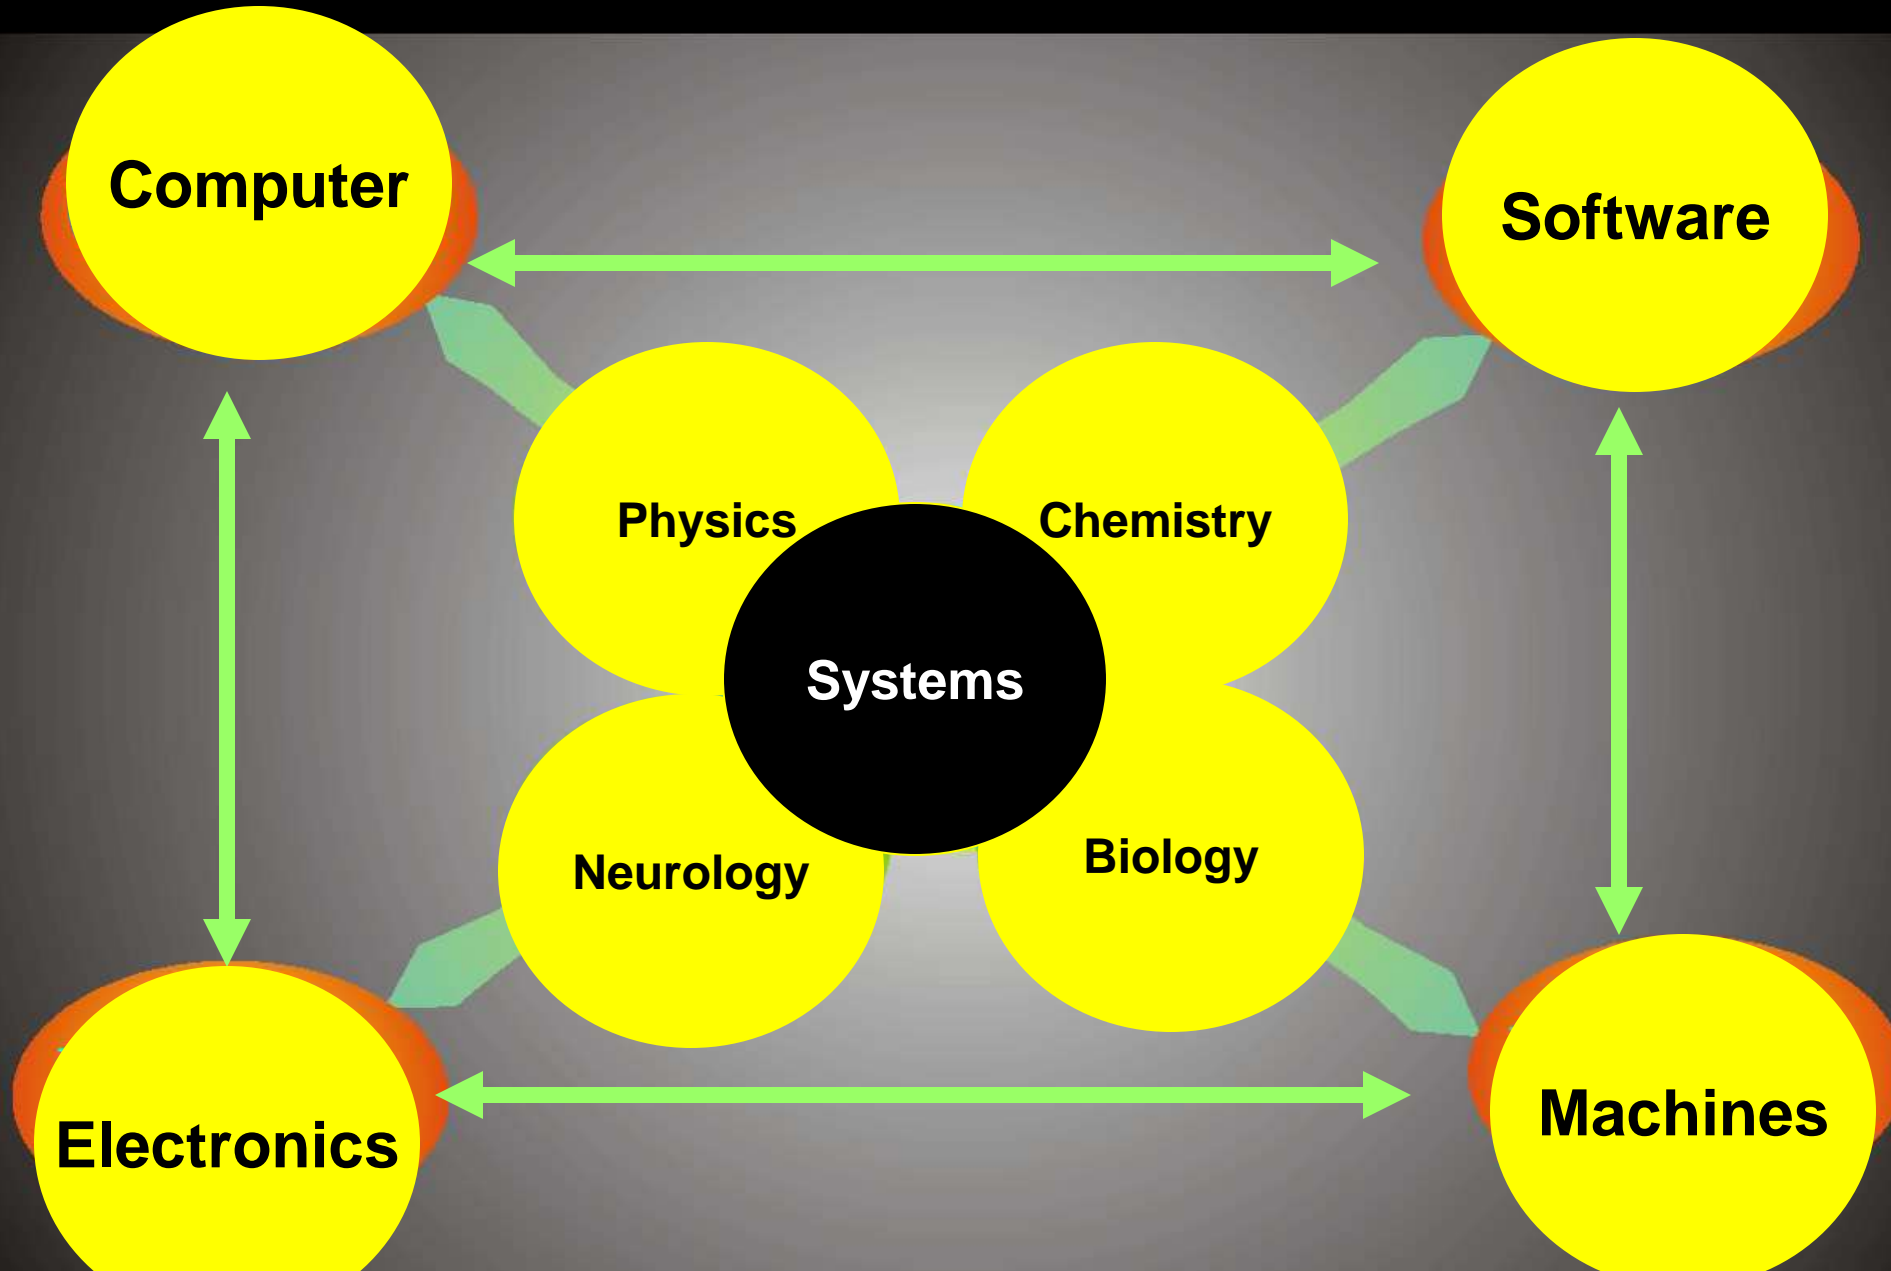 Computer
Software
Physics
Chemistry
Systems
Neurology
Biology
Electronics
Machines